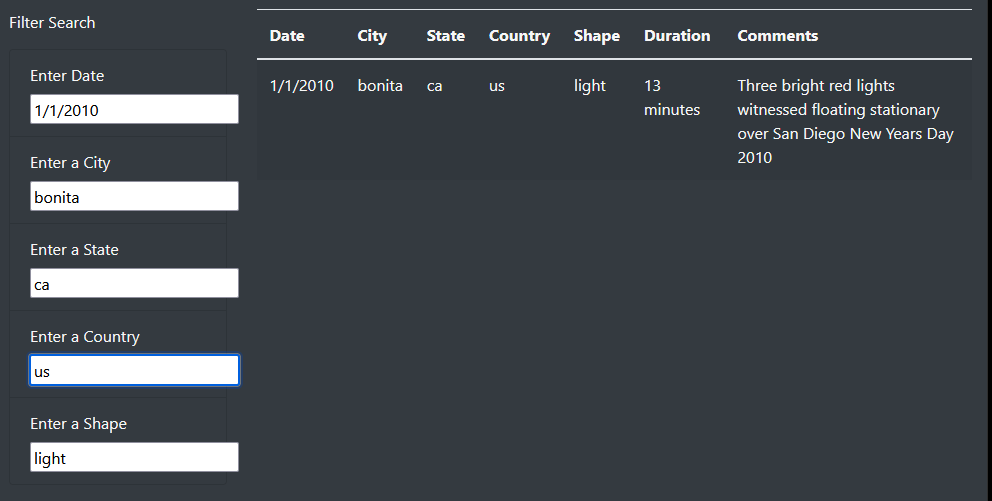 Filter Search
Enter Date
1/1/2010
Enter a City
bonita
Enter a State
ca
Enter a Country
us
Enter a Shape
light
Date City State Country Shape Duration Comments
1/1/2010 bonita ca us light 13 Three bright red lights
minutes witnessed floating stationary
over San Diego New Years Day
2010